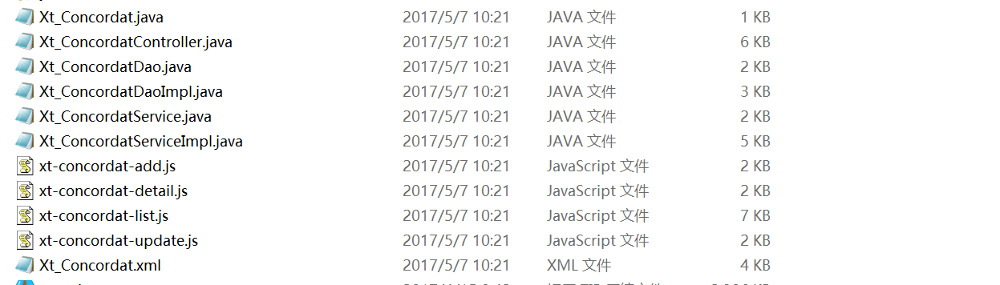 Xt_Concordat.java 2017/5/7 10:21 JAVA 文件 1 KB
Xt_ConcordatController.java 2017/5/7 10:21 JAVA 文件 6 KB
Xt_ConcordatDao.java 2017/5/7 10:21 JAVA 文件 2 KB
Xt_ConcordatDaoImpl.java 2017/5/7 10:21 JAVA 文件 3 KB
Xt_ConcordatService.java 2017/5/7 10:21 JAVA 文件 2 KB
Xt_ConcordatServiceImpl.java 2017/5/7 10:21 JAVA 文件 5 KB
xt-concordat-add.js 2017/5/7 10:21 JavaScript 文件 2 KB
xt-concordat-detail.js 2017/5/7 10:21 JavaScript 文件 2 KB
xt-concordat-list.js 2017/5/7 10:21 JavaScript 文件 7 KB
xt-concordat-update.js 2017/5/7 10:21 JavaScript 文件 2 KB
Xt_Concordat.xml 2017/5/7 10:21 XML 文件 4 KB